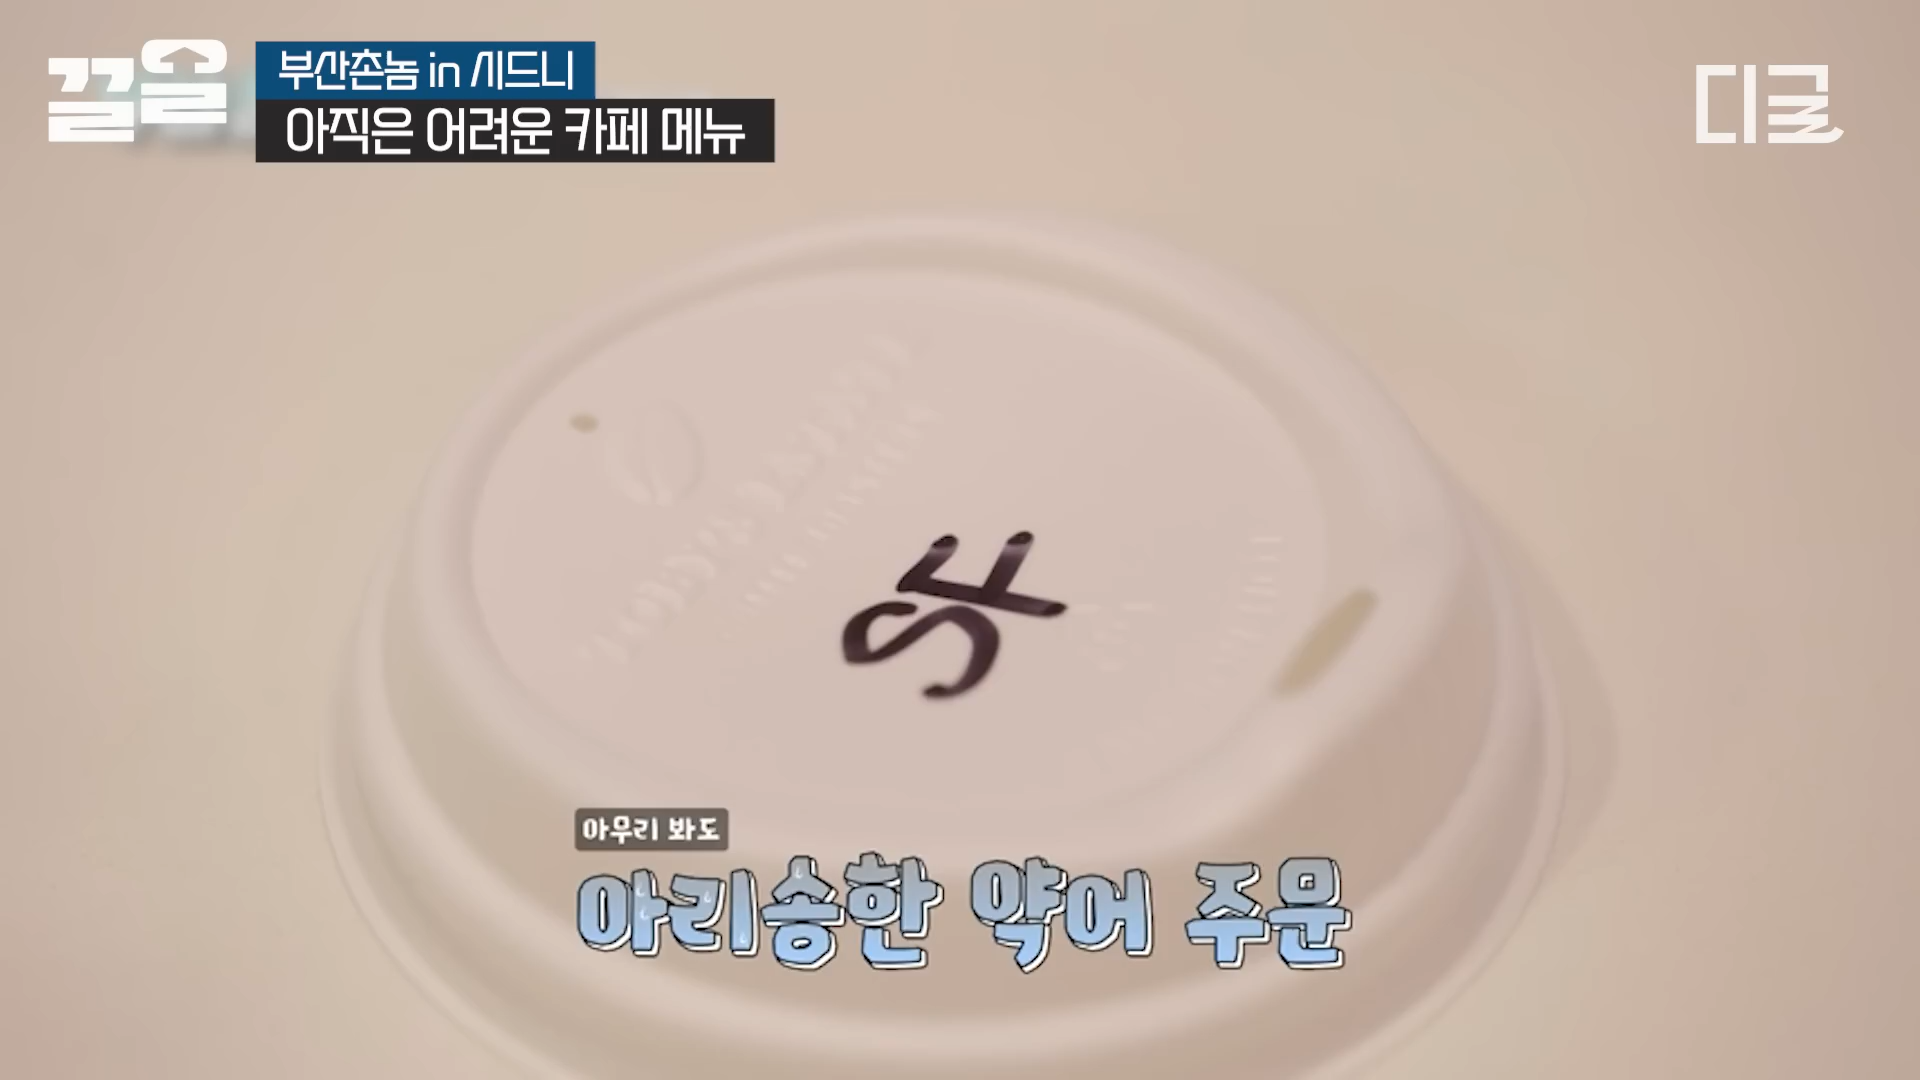 끌올
부산촌놈 in 시드니
아직은 어려운 카페 메뉴
디글
SF
아무리 봐도
아리송한 약어 주문